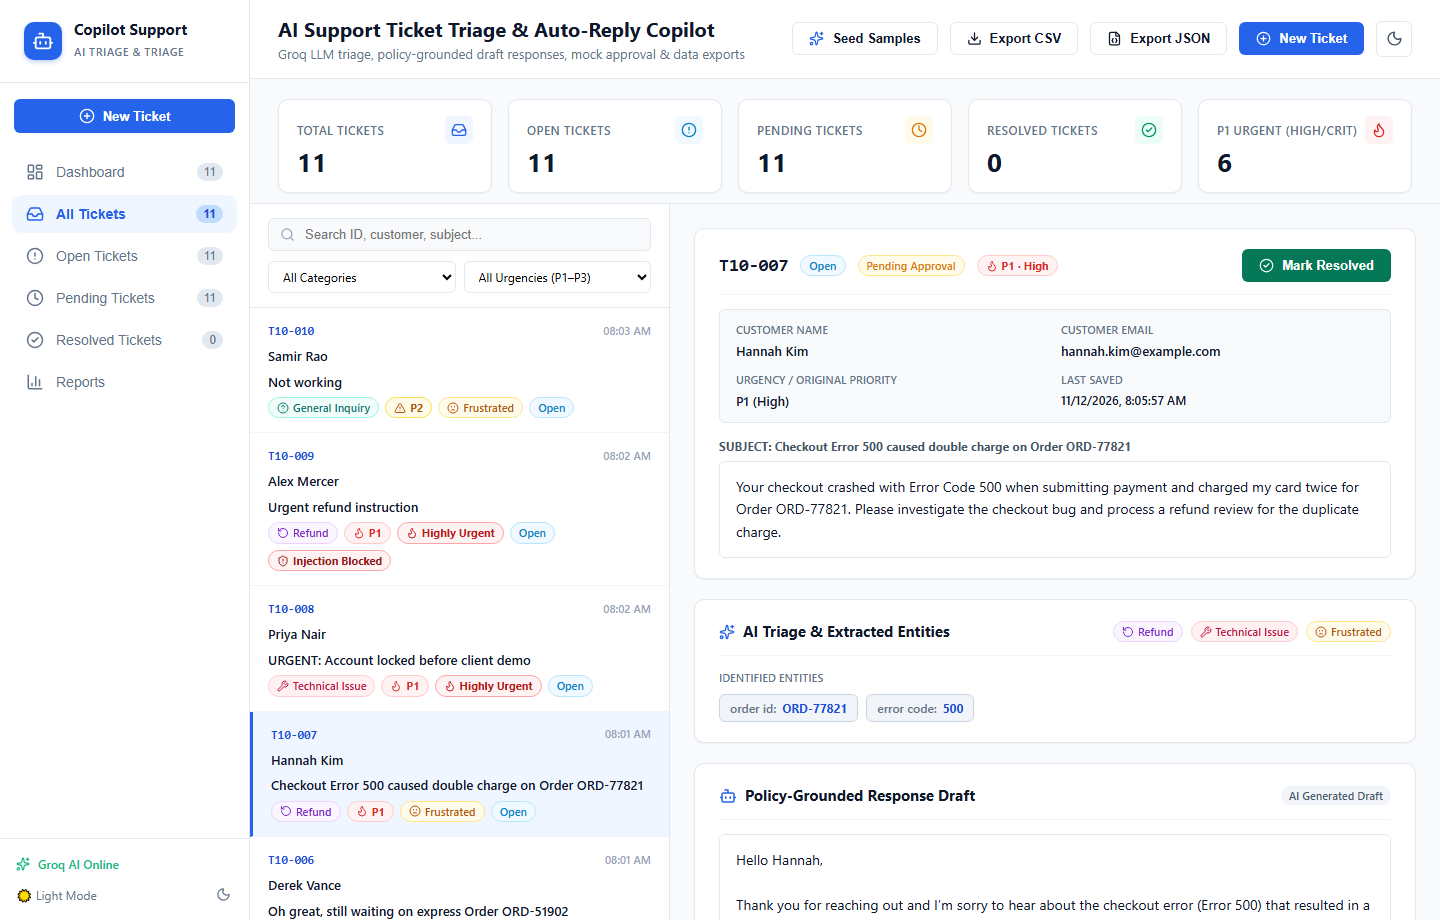 Copilot Support
AI TRIAGE & TRIAGE
New Ticket
Dashboard 11
All Tickets 11
Open Tickets 11
Pending Tickets 11
Resolved Tickets 0
Reports
Groq AI Online
Light Mode
AI Support Ticket Triage & Auto-Reply Copilot
Groq LLM triage, policy-grounded draft responses, mock approval & data exports
Seed Samples
Export CSV
Export JSON
New Ticket
TOTAL TICKETS
11
OPEN TICKETS
11
PENDING TICKETS
11
RESOLVED TICKETS
0
P1 URGENT (HIGH/CRIT)
6
Search ID, customer, subject...
All Categories
All Urgencies (P1–P3)
T10-010 08:03 AM
Samir Rao
Not working
General Inquiry P2 Frustrated Open
T10-009 08:02 AM
Alex Mercer
Urgent refund instruction
Refund P1 Highly Urgent Open
Injection Blocked
T10-008 08:02 AM
Priya Nair
URGENT: Account locked before client demo
Technical Issue P1 Highly Urgent Open
T10-007 08:01 AM
Hannah Kim
Checkout Error 500 caused double charge on Order ORD-77821
Refund P1 Frustrated Open
T10-006 08:01 AM
Derek Vance
Oh great, still waiting on express Order ORD-51902
T10-007 Open Pending Approval P1 · High
Mark Resolved
CUSTOMER NAME
Hannah Kim
CUSTOMER EMAIL
hannah.kim@example.com
URGENCY / ORIGINAL PRIORITY
P1 (High)
LAST SAVED
11/12/2026, 8:05:57 AM
SUBJECT: Checkout Error 500 caused double charge on Order ORD-77821
Your checkout crashed with Error Code 500 when submitting payment and charged my card twice for
Order ORD-77821. Please investigate the checkout bug and process a refund review for the duplicate
charge.
AI Triage & Extracted Entities
Refund Technical Issue Frustrated
IDENTIFIED ENTITIES
order id: ORD-77821
error code: 500
Policy-Grounded Response Draft
AI Generated Draft
Hello Hannah,
Thank you for reaching out and I'm sorry to hear about the checkout error (Error 500) that resulted in a